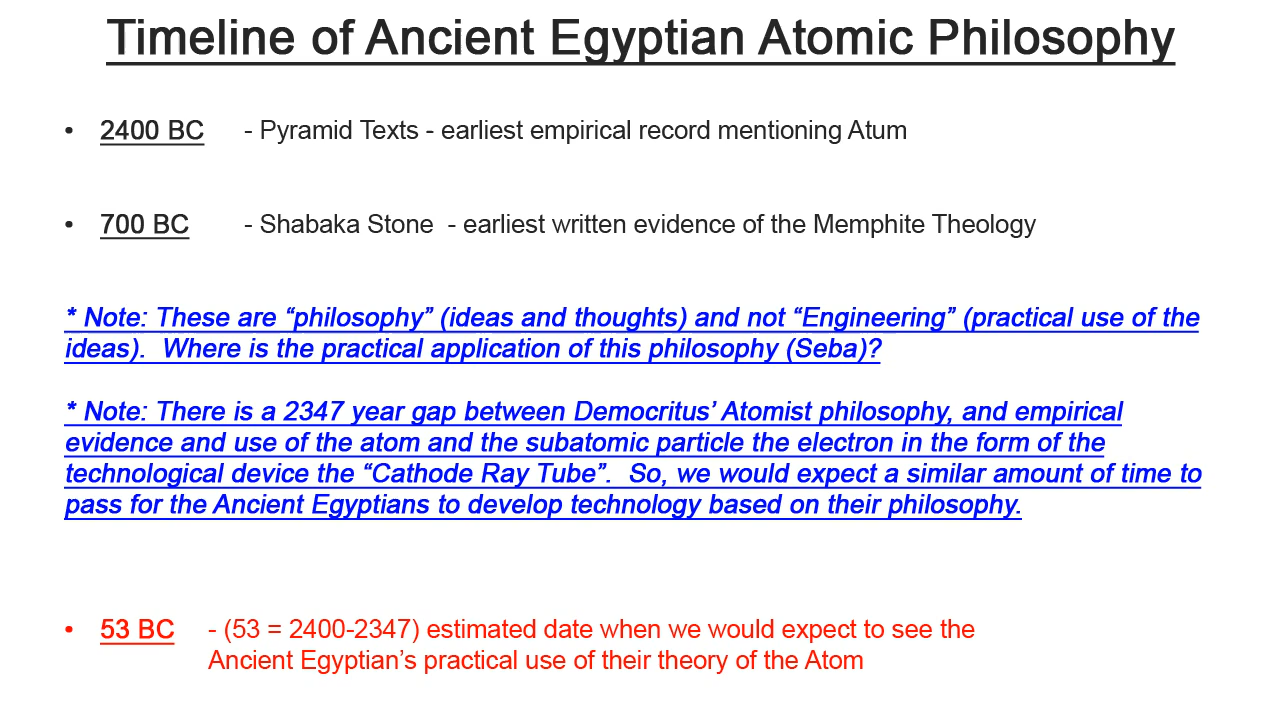 Timeline of Ancient Egyptian Atomic Philosophy
• 2400 BC - Pyramid Texts - earliest empirical record mentioning Atum
• 700 BC - Shabaka Stone - earliest written evidence of the Memphite Theology
* Note: These are “philosophy” (ideas and thoughts) and not “Engineering” (practical use of the
ideas). Where is the practical application of this philosophy (Seba)?
* Note: There is a 2347 year gap between Democritus’ Atomist philosophy, and empirical
evidence and use of the atom and the subatomic particle the electron in the form of the
technological device the “Cathode Ray Tube”. So, we would expect a similar amount of time to
pass for the Ancient Egyptians to develop technology based on their philosophy.
• 53 BC - (53 = 2400-2347) estimated date when we would expect to see the
Ancient Egyptian’s practical use of their theory of the Atom